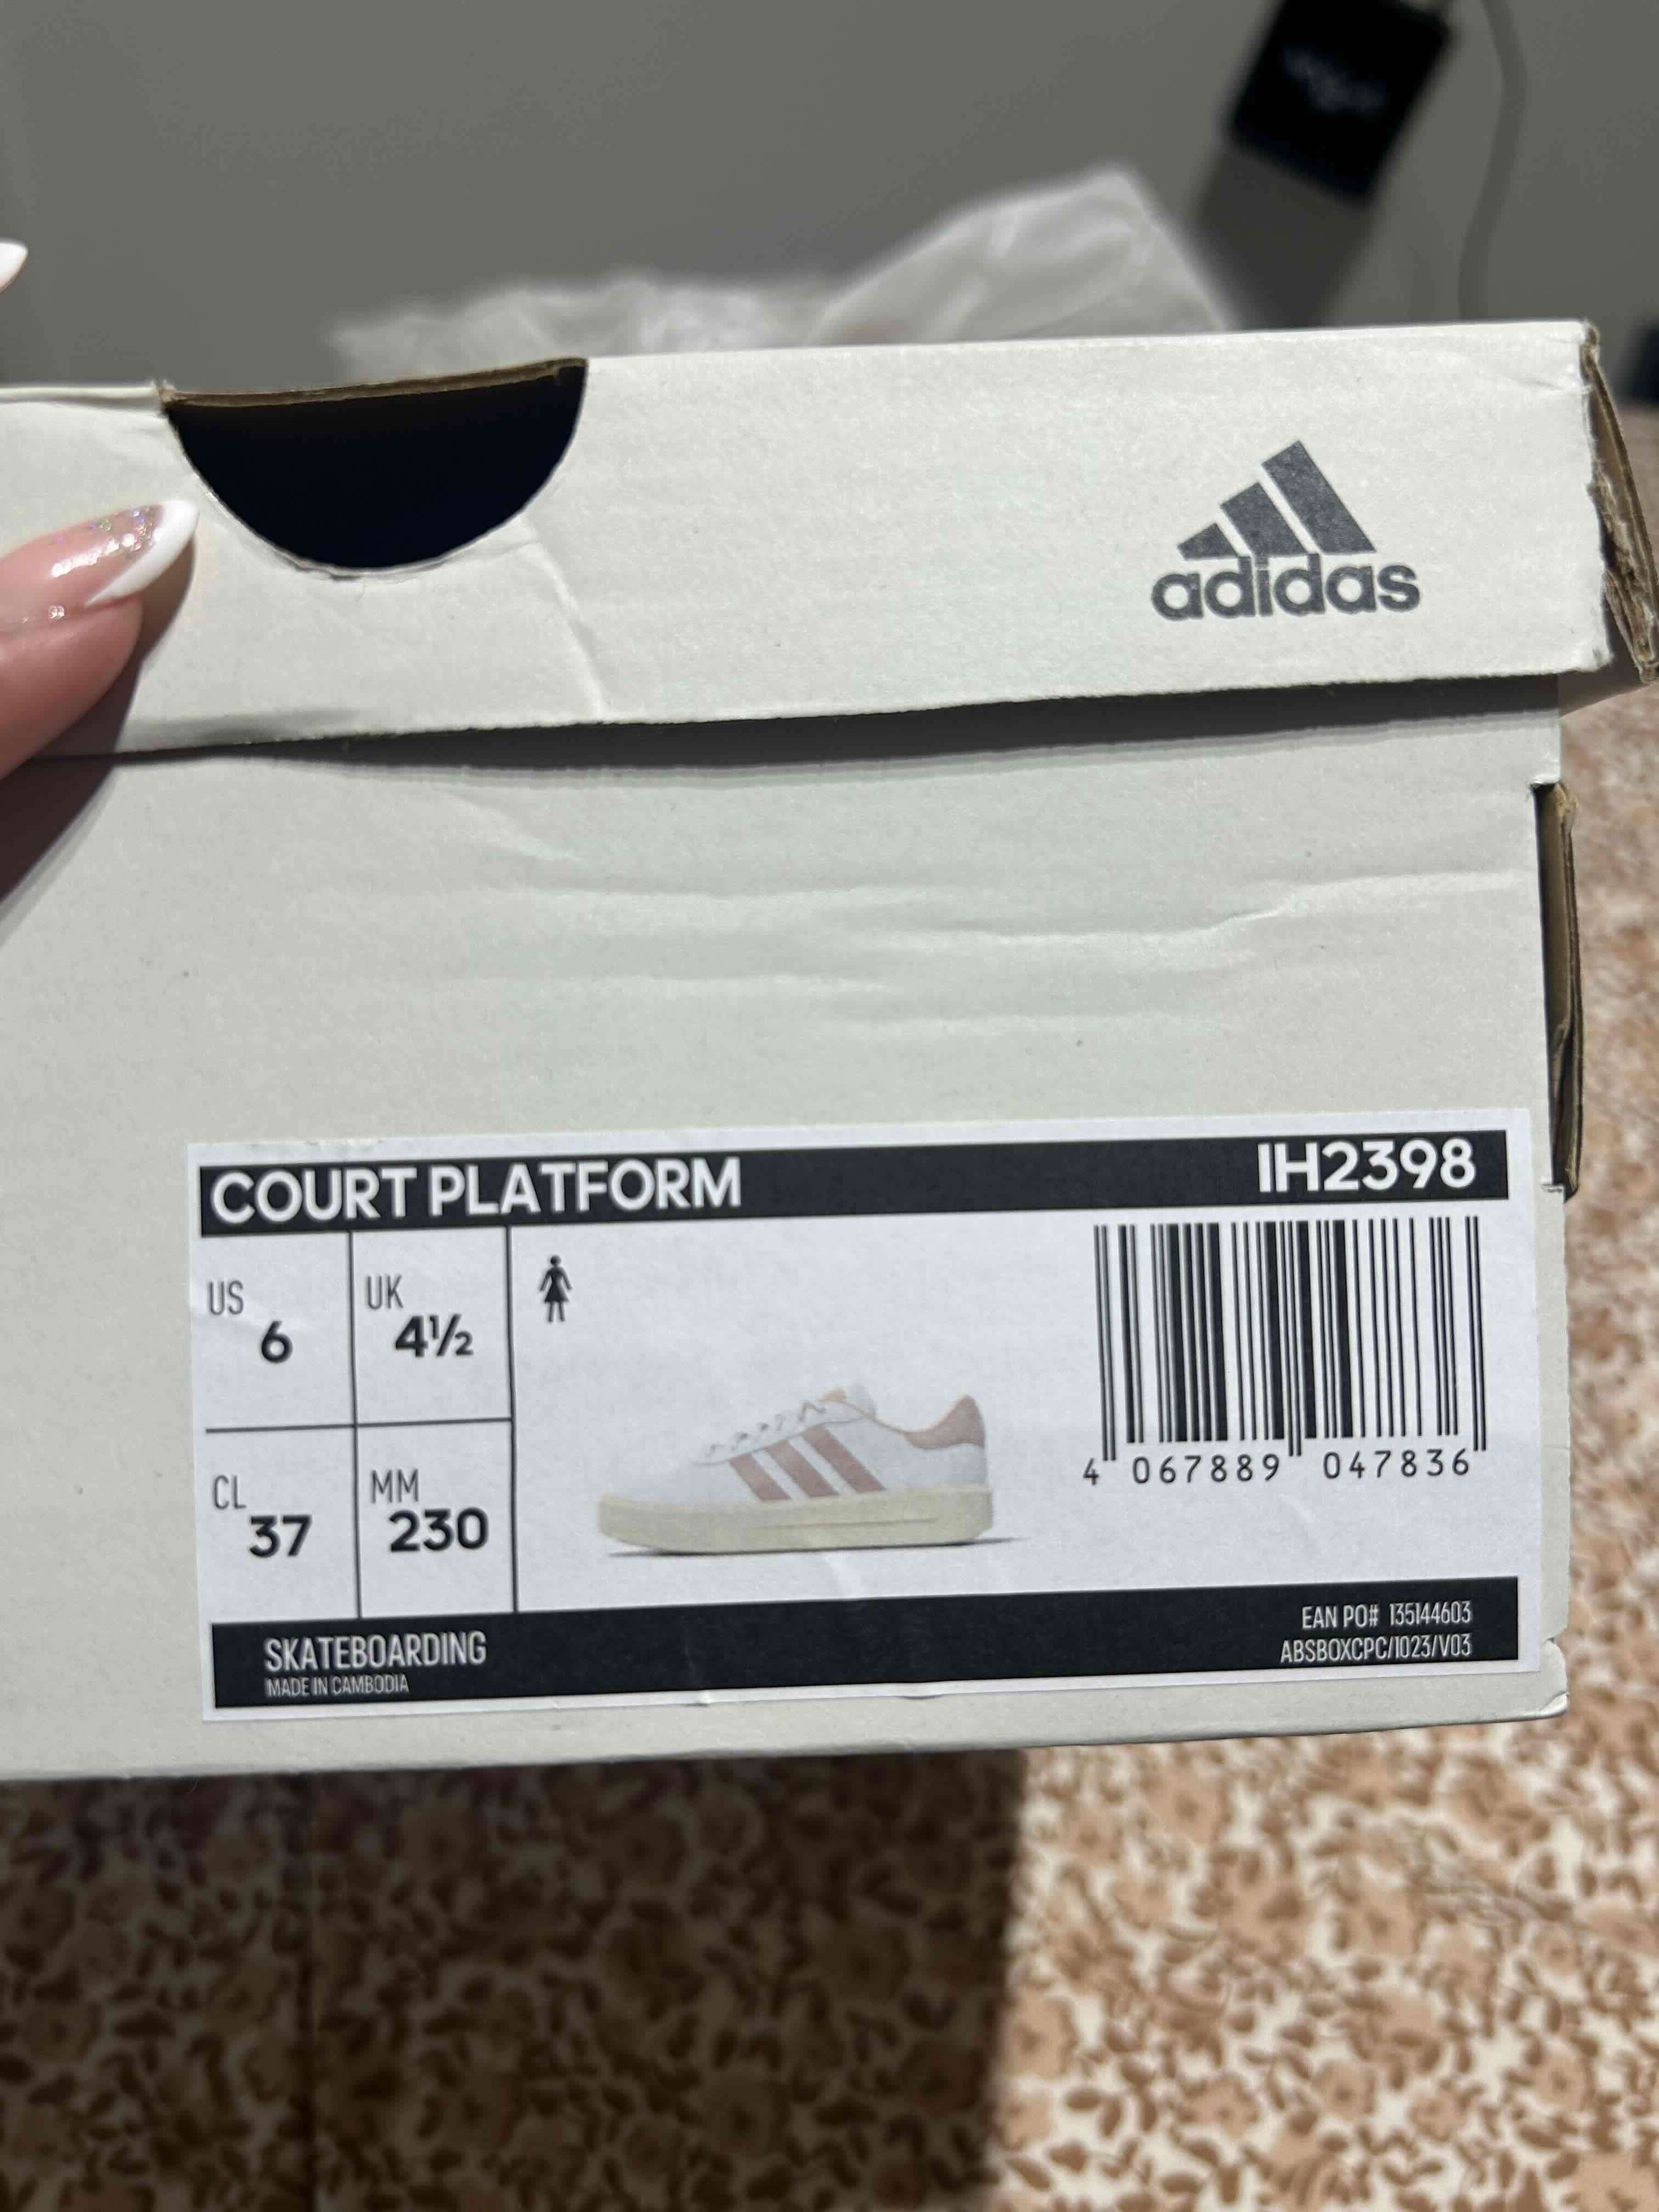 adidas
COURT PLATFORM IH2398
US 6 UK 4½
CL 37 MM 230
4 067889 047836
SKATEBOARDING
MADE IN CAMBODIA
EAN PO# 135144603
ABSBOXCPC/1023/V03